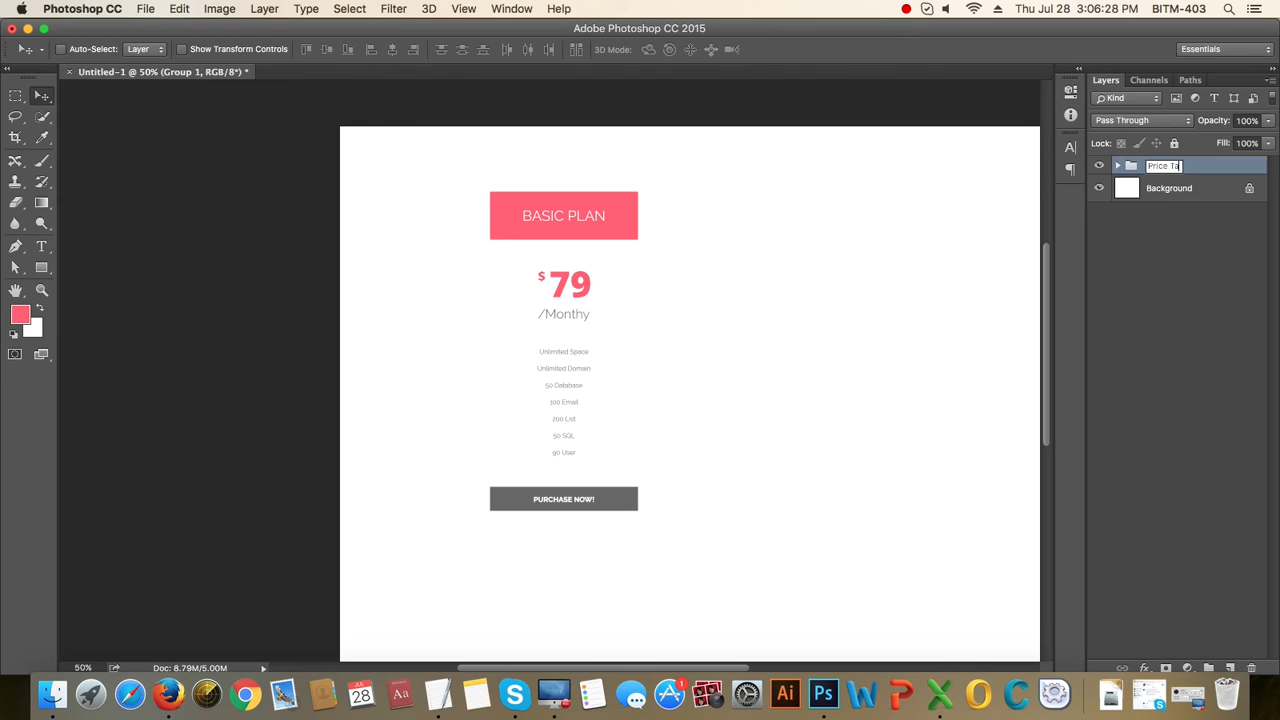 Photoshop CC File Edit Image Layer Type Select Filter 3D View Window Help Thu Jul 28 3:06:28 PM BITM-403
Adobe Photoshop CC 2015
Auto-Select: Layer Show Transform Controls 3D Mode: Essentials
Untitled-1 @ 50% (Group 1, RGB/8*) *
Layers Channels Paths
Kind
Pass Through Opacity: 100%
Lock: Fill: 100%
Price Ta
Background
BASIC PLAN
$ 79
/Monthy
Unlimited Space
Unlimited Domain
50 Database
100 Email
200 List
50 SQL
90 User
PURCHASE NOW!
50% Doc: 8.79M/5.00M